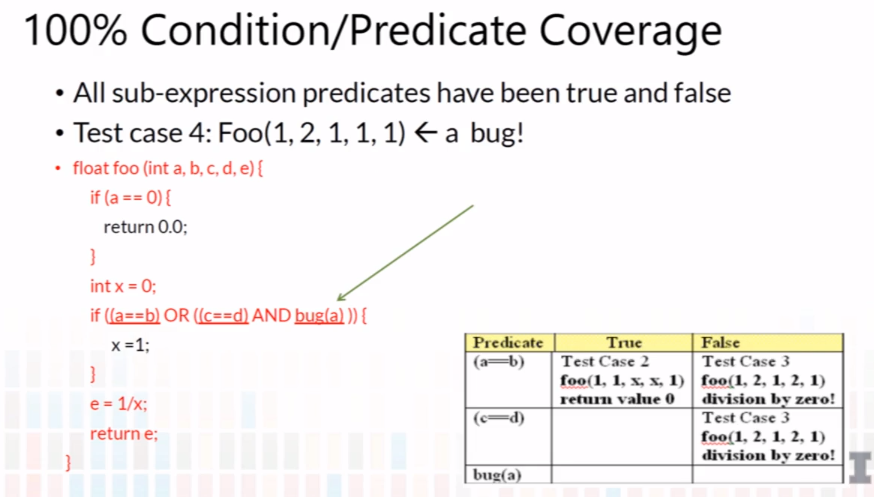 100% Condition/Predicate Coverage
• All sub-expression predicates have been true and false
• Test case 4: Foo(1, 2, 1, 1, 1) ← a bug!
• float foo (int a, b, c, d, e) {
if (a == 0) {
return 0.0;
}
int x = 0;
if ((a==b) OR ((c==d) AND bug(a) )) {
x =1;
}
e = 1/x;
return e;
}
Predicate True False
(a==b) Test Case 2 Test Case 3
foo(1, 1, x, x, 1) foo(1, 2, 1, 2, 1)
return value 0 division by zero!
(c==d) Test Case 3
foo(1, 2, 1, 2, 1)
division by zero!
bug(a)
I